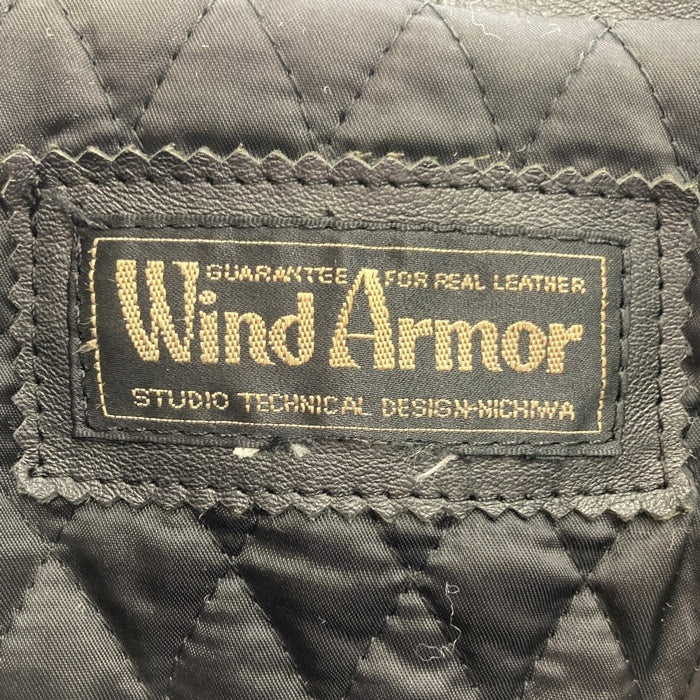 GUARANTEE FOR REAL LEATHER
Wind Armor
STUDIO TECHNICAL DESIGN-NICHIWA